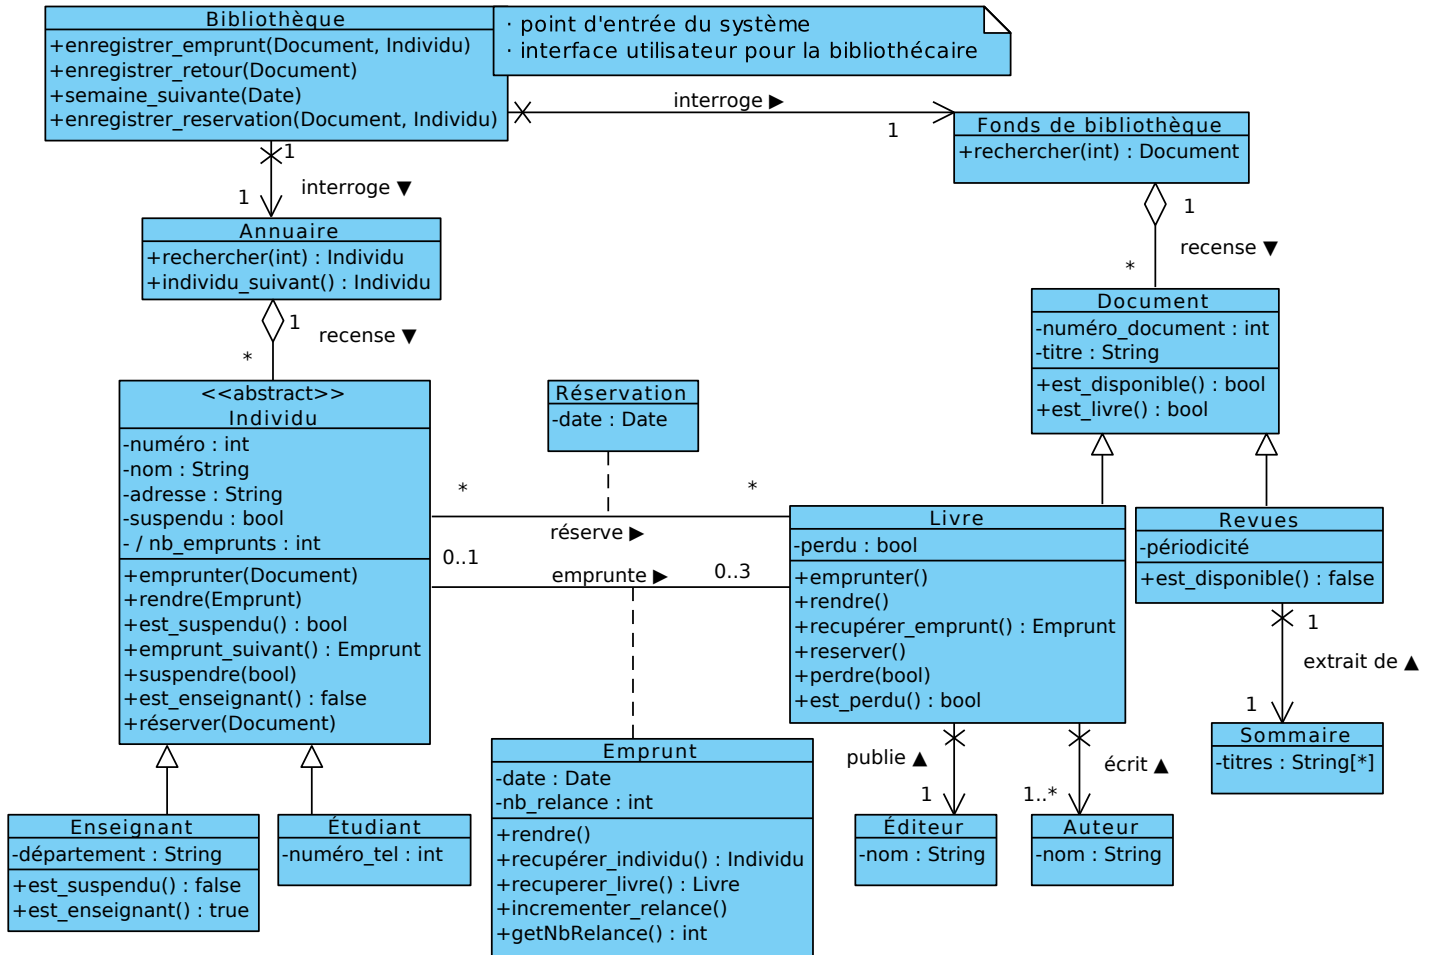 Bibliothèque
+enregistrer_emprunt(Document, Individu)
+enregistrer_retour(Document)
+semaine_suivante(Date)
+enregistrer_reservation(Document, Individu)
· point d'entrée du système
· interface utilisateur pour la bibliothécaire
interroge ▶
1
Fonds de bibliothèque
+rechercher(int) : Document
1
interroge ▼
1
Annuaire
+rechercher(int) : Individu
+individu_suivant() : Individu
1
recense ▼
*
1
recense ▼
*
Document
-numéro_document : int
-titre : String
+est_disponible() : bool
+est_livre() : bool
<<abstract>>
Individu
-numéro : int
-nom : String
-adresse : String
-suspendu : bool
- / nb_emprunts : int
+emprunter(Document)
+rendre(Emprunt)
+est_suspendu() : bool
+emprunt_suivant() : Emprunt
+suspendre(bool)
+est_enseignant() : false
+réserver(Document)
Réservation
-date : Date
*
*
réserve ▶
0..1
emprunte ▶
0..3
Livre
-perdu : bool
+emprunter()
+rendre()
+recupérer_emprunt() : Emprunt
+reserver()
+perdre(bool)
+est_perdu() : bool
Revues
-périodicité
+est_disponible() : false
1
extrait de ▲
1
Sommaire
-titres : String[*]
publie ▲
1
écrit ▲
1..*
Éditeur
-nom : String
Auteur
-nom : String
Emprunt
-date : Date
-nb_relance : int
+rendre()
+recupérer_individu() : Individu
+recuperer_livre() : Livre
+incrementer_relance()
+getNbRelance() : int
Enseignant
-département : String
+est_suspendu() : false
+est_enseignant() : true
Étudiant
-numéro_tel : int